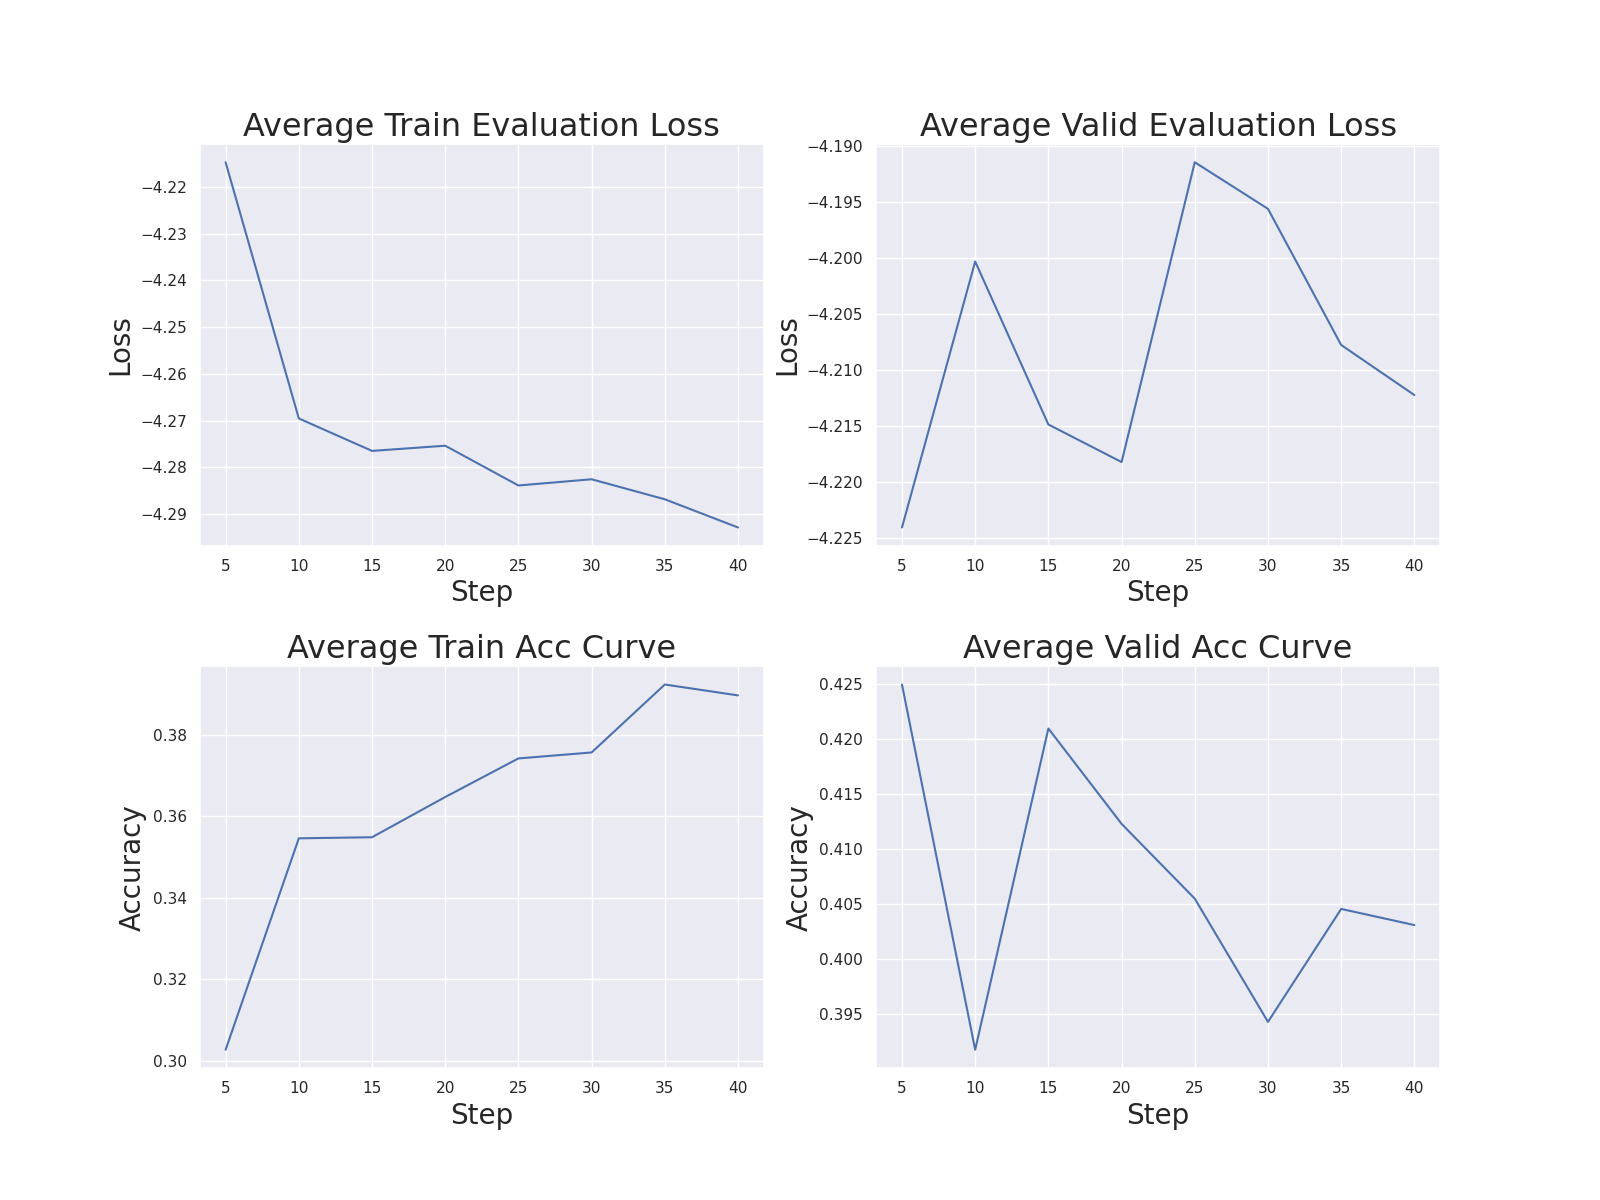 Average Train Evaluation Loss
−4.22
−4.23
−4.24
−4.25
−4.26
−4.27
−4.28
−4.29
Loss
5 10 15 20 25 30 35 40
Step
Average Valid Evaluation Loss
−4.190
−4.195
−4.200
−4.205
−4.210
−4.215
−4.220
−4.225
Loss
5 10 15 20 25 30 35 40
Step
Average Train Acc Curve
0.38
0.36
0.34
0.32
0.30
Accuracy
5 10 15 20 25 30 35 40
Step
Average Valid Acc Curve
0.425
0.420
0.415
0.410
0.405
0.400
0.395
Accuracy
5 10 15 20 25 30 35 40
Step